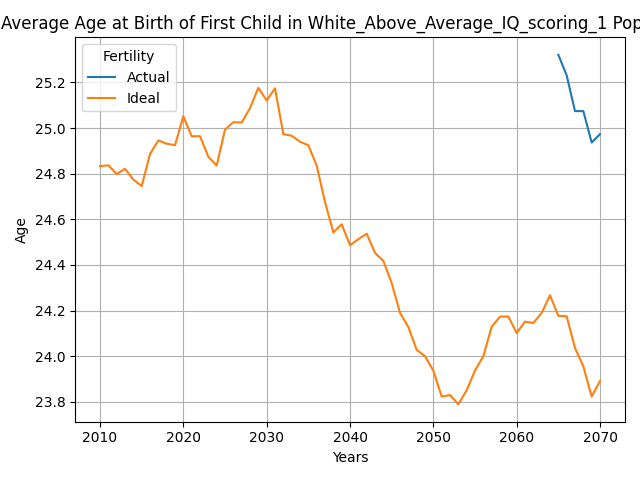 Average Age at Birth of First Child in White_Above_Average_IQ_scoring_1 Pop
Fertility
Actual
Ideal
25.2
25.0
24.8
24.6
24.4
24.2
24.0
23.8
Age
2010 2020 2030 2040 2050 2060 2070
Years